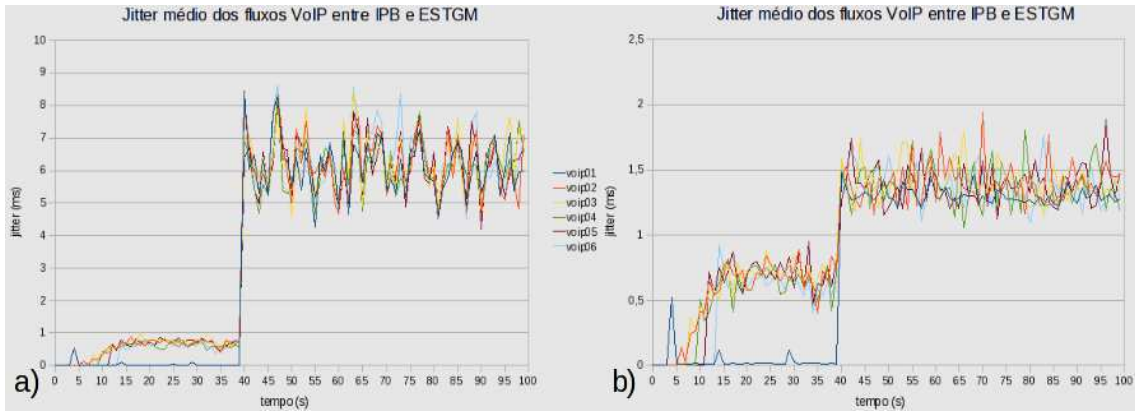 Jitter médio dos fluxos VoIP entre IPB e ESTGM
10
9
8
7
6
5
4
3
2
1
0
jitter (ms)
0 5 10 15 20 25 30 35 40 45 50 55 60 65 70 75 80 85 90 95 100
tempo (s)
a)
voip01
voip02
voip03
voip04
voip05
voip06
Jitter médio dos fluxos VoIP entre IPB e ESTGM
2,5
2
1,5
1
0,5
0
jitter (ms)
0 5 10 15 20 25 30 35 40 45 50 55 60 65 70 75 80 85 90 95 100
tempo (s)
b)